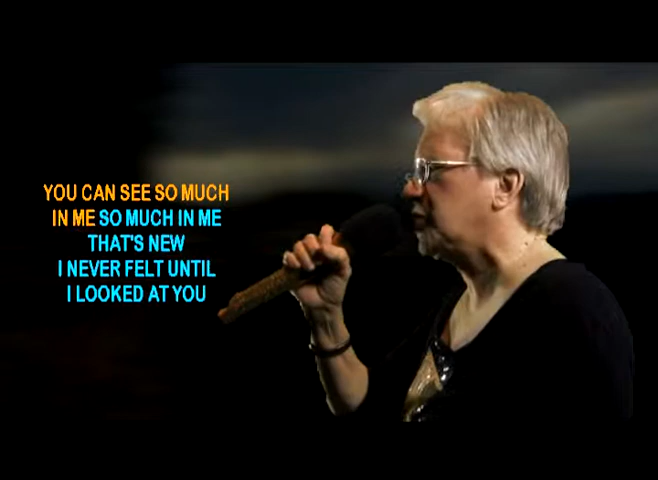 YOU CAN SEE SO MUCH
IN ME SO MUCH IN ME
THAT'S NEW
I NEVER FELT UNTIL
I LOOKED AT YOU